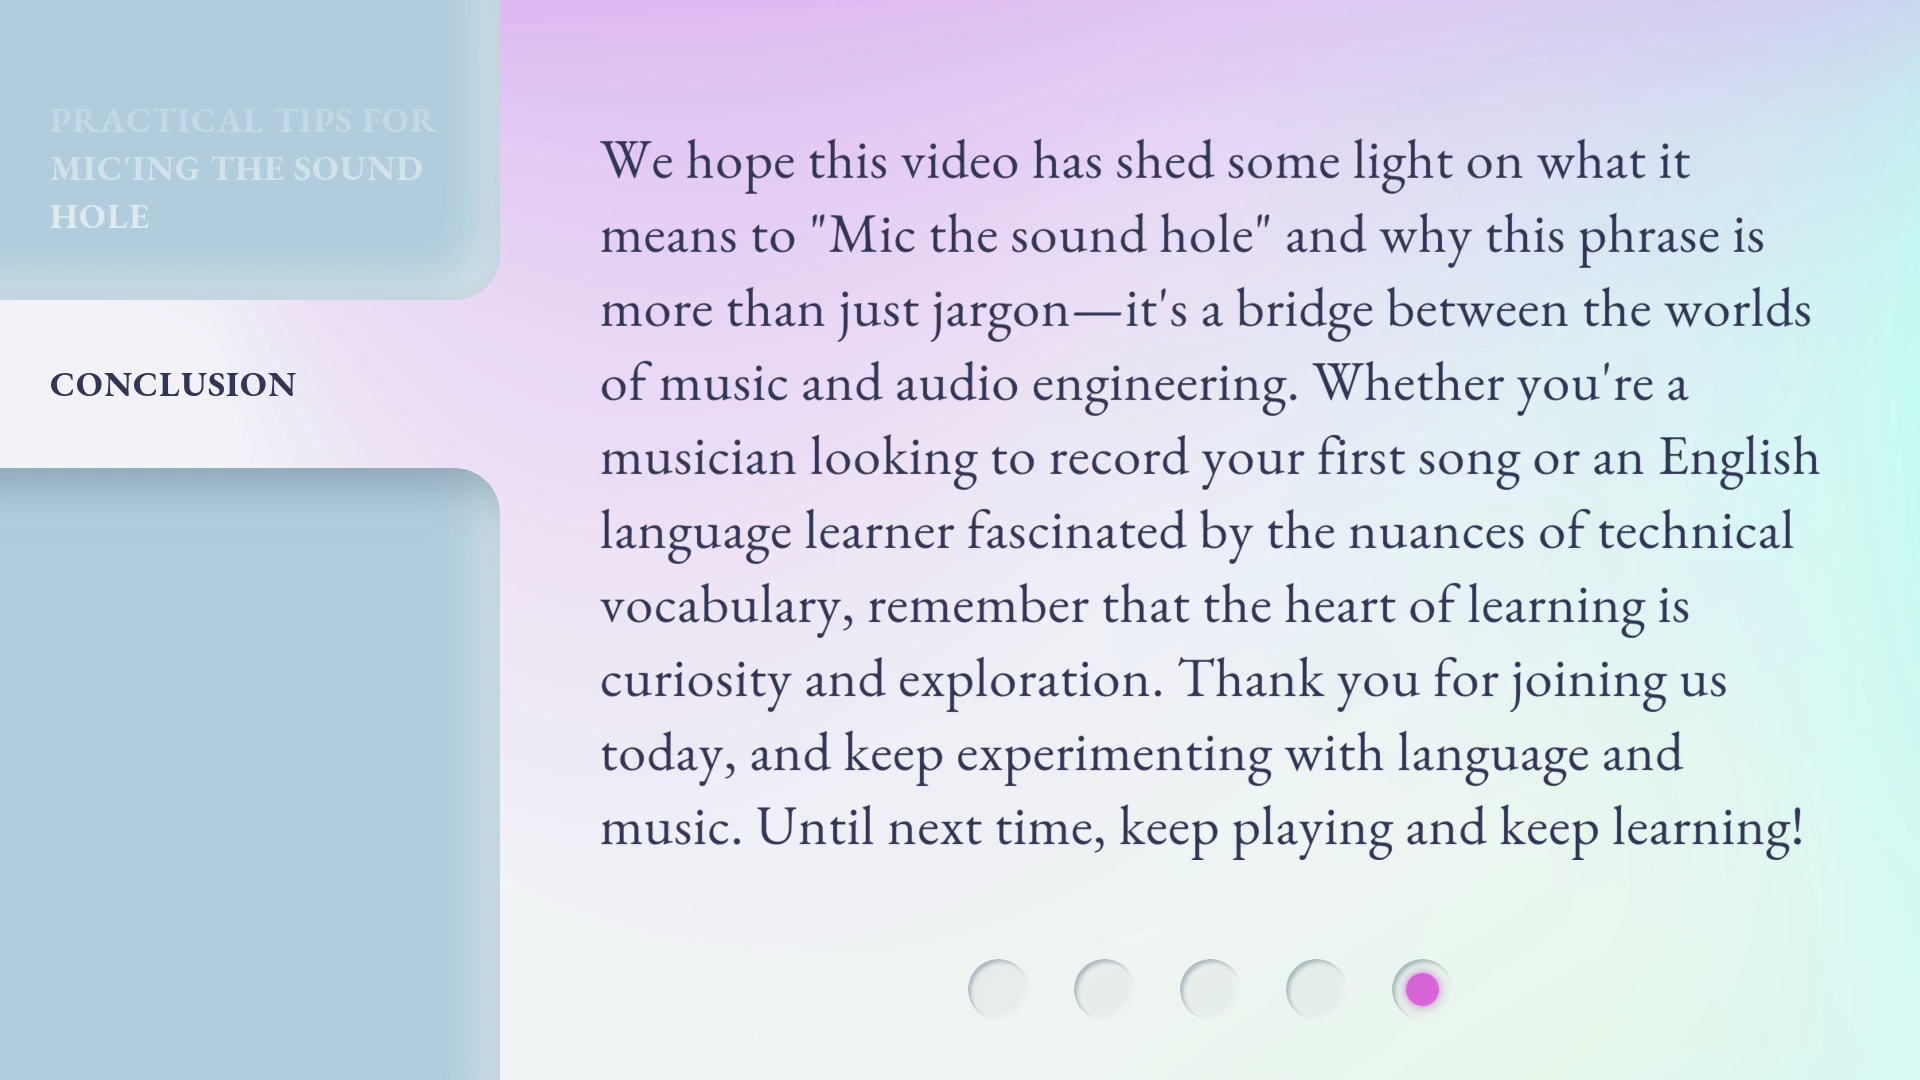 PRACTICAL TIPS FOR
MIC'ING THE SOUND
HOLE
CONCLUSION
We hope this video has shed some light on what it
means to "Mic the sound hole" and why this phrase is
more than just jargon—it's a bridge between the worlds
of music and audio engineering. Whether you're a
musician looking to record your first song or an English
language learner fascinated by the nuances of technical
vocabulary, remember that the heart of learning is
curiosity and exploration. Thank you for joining us
today, and keep experimenting with language and
music. Until next time, keep playing and keep learning!